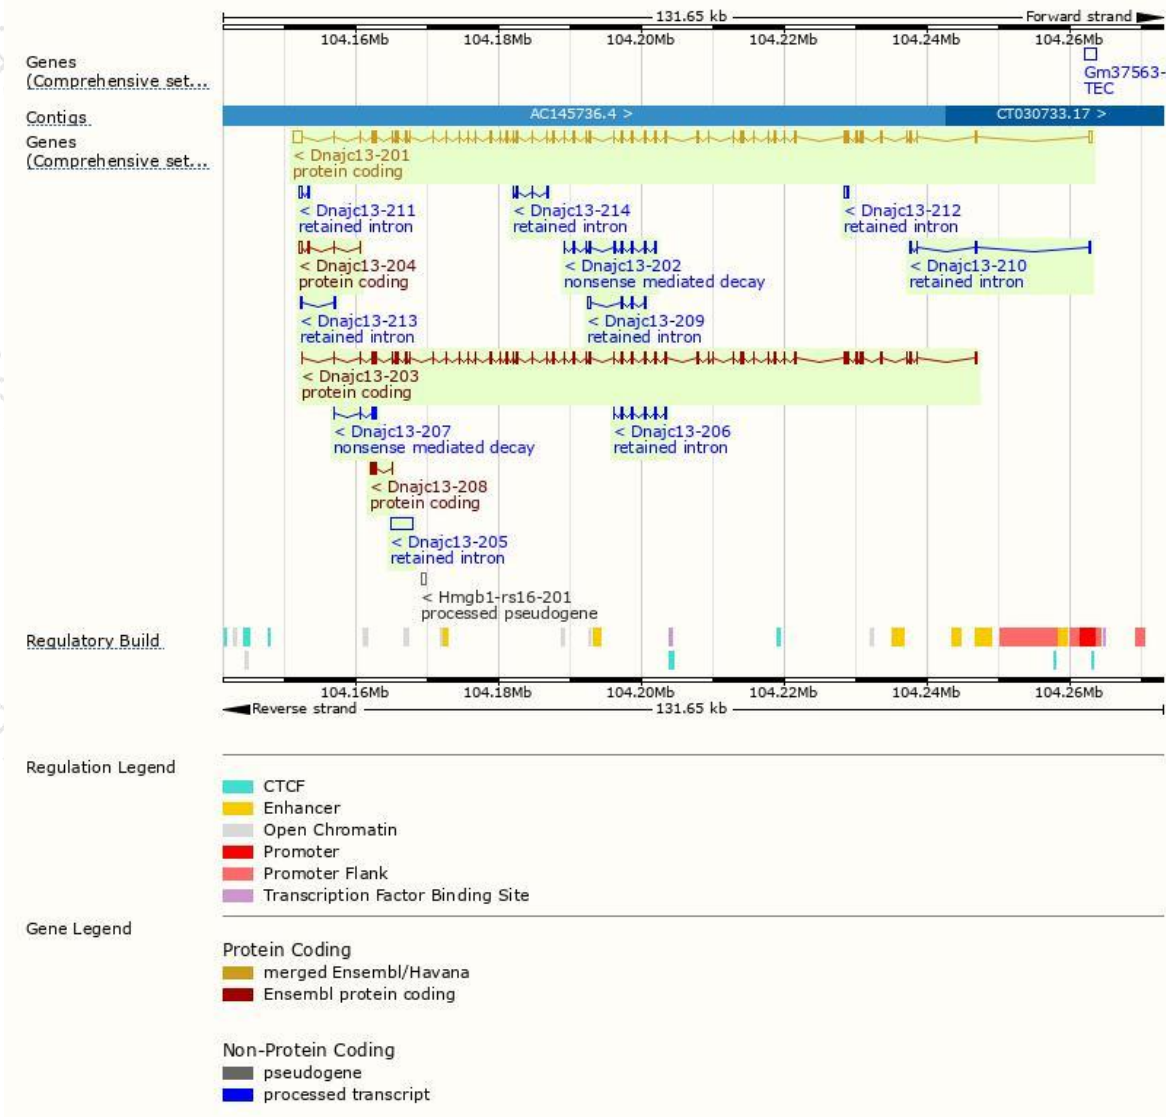 131.65 kb
Forward strand
104.16Mb 104.18Mb 104.20Mb 104.22Mb 104.24Mb 104.26Mb
Genes
(Comprehensive set...
Gm37563-
TEC
Contigs
AC145736.4 >
CT030733.17 >
Genes
(Comprehensive set...
< Dnajc13-201
protein coding
< Dnajc13-211
retained intron
< Dnajc13-214
retained intron
< Dnajc13-212
retained intron
< Dnajc13-204
protein coding
< Dnajc13-202
nonsense mediated decay
< Dnajc13-210
retained intron
< Dnajc13-213
retained intron
< Dnajc13-209
retained intron
< Dnajc13-203
protein coding
< Dnajc13-207
nonsense mediated decay
< Dnajc13-206
retained intron
< Dnajc13-208
protein coding
< Dnajc13-205
retained intron
< Hmgb1-rs16-201
processed pseudogene
Regulatory Build
104.16Mb 104.18Mb 104.20Mb 104.22Mb 104.24Mb 104.26Mb
Reverse strand
131.65 kb
Regulation Legend
CTCF
Enhancer
Open Chromatin
Promoter
Promoter Flank
Transcription Factor Binding Site
Gene Legend
Protein Coding
merged Ensembl/Havana
Ensembl protein coding
Non-Protein Coding
pseudogene
processed transcript